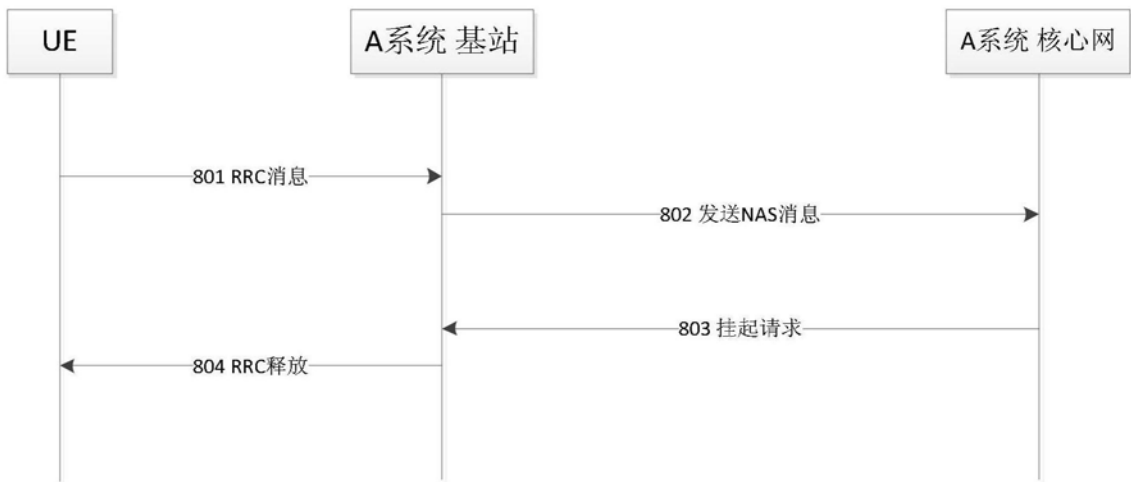 UE
A系统 基站
A系统 核心网
801 RRC消息
802 发送NAS消息
803 挂起请求
804 RRC释放